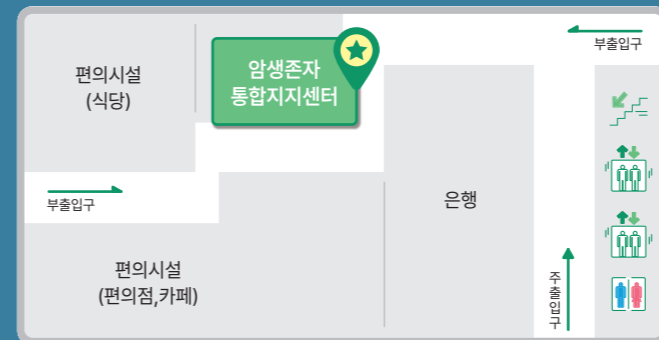 부출입구
편의시설
(식당)
암생존자
통합지지센터
부출입구
은행
편의시설
(편의점,카페)
주출입구